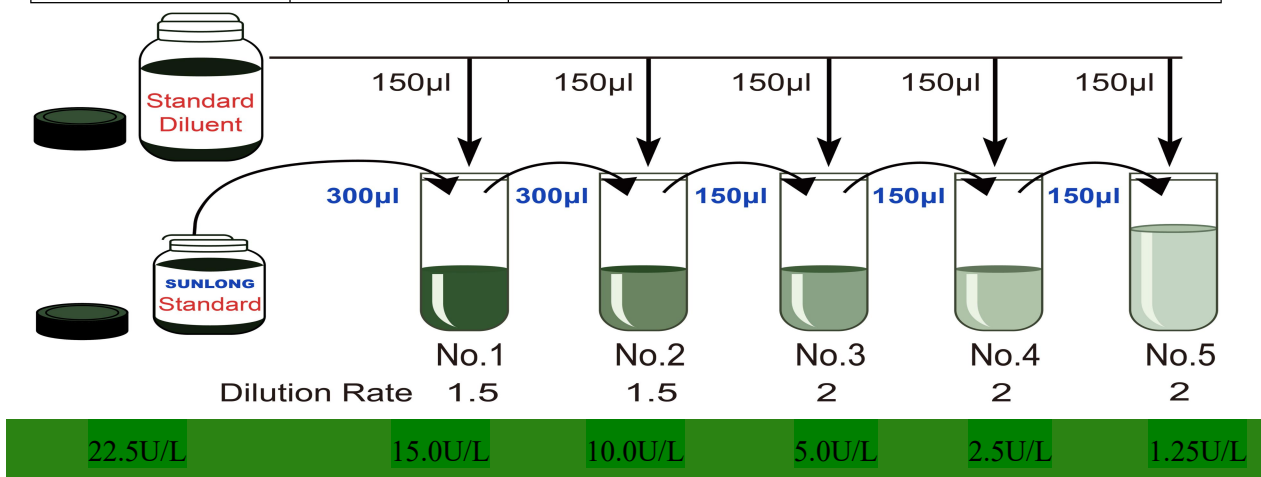 150µl 150µl 150µl 150µl 150µl
Standard
Diluent
300µl 300µl 150µl 150µl 150µl
SUNLONG
Standard
No.1 No.2 No.3 No.4 No.5
Dilution Rate 1.5 1.5 2 2 2
22.5U/L 15.0U/L 10.0U/L 5.0U/L 2.5U/L 1.25U/L